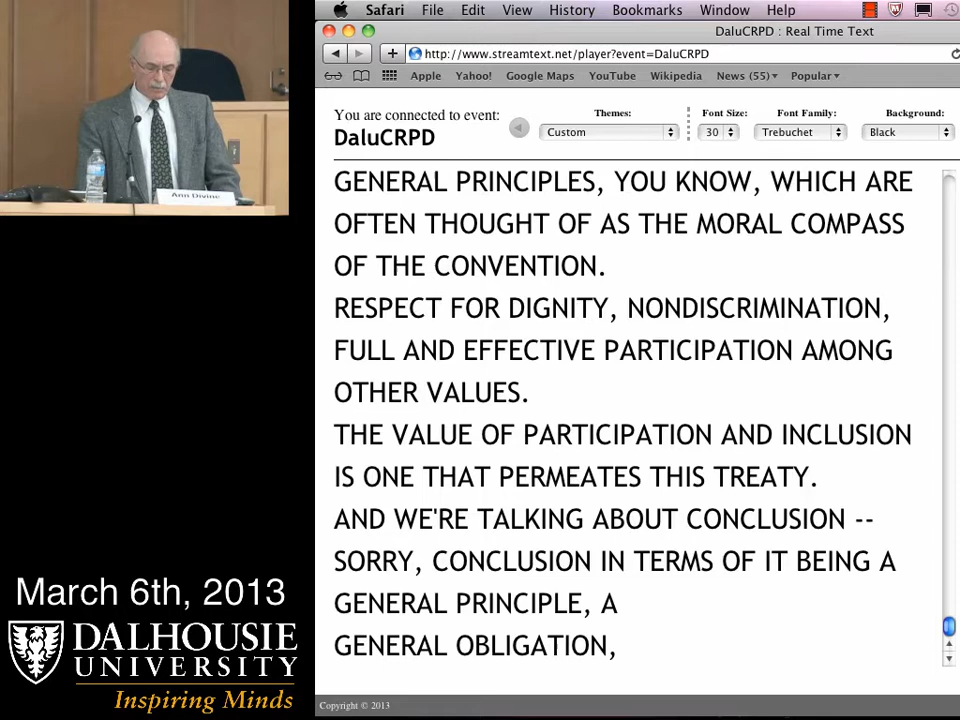 Safari File Edit View History Bookmarks Window Help
DaluCRPD : Real Time Text
http://www.streamtext.net/player?event=DaluCRPD
Apple Yahoo! Google Maps YouTube Wikipedia News (55) Popular
You are connected to event:
DaluCRPD
Themes: Font Size: Font Family: Background:
Custom 30 Trebuchet Black
GENERAL PRINCIPLES, YOU KNOW, WHICH ARE
OFTEN THOUGHT OF AS THE MORAL COMPASS
OF THE CONVENTION.
RESPECT FOR DIGNITY, NONDISCRIMINATION,
FULL AND EFFECTIVE PARTICIPATION AMONG
OTHER VALUES.
THE VALUE OF PARTICIPATION AND INCLUSION
IS ONE THAT PERMEATES THIS TREATY.
AND WE'RE TALKING ABOUT CONCLUSION --
SORRY, CONCLUSION IN TERMS OF IT BEING A
GENERAL PRINCIPLE, A
GENERAL OBLIGATION,
Copyright © 2013
Ann Divine
March 6th, 2013
DALHOUSIE
UNIVERSITY
Inspiring Minds